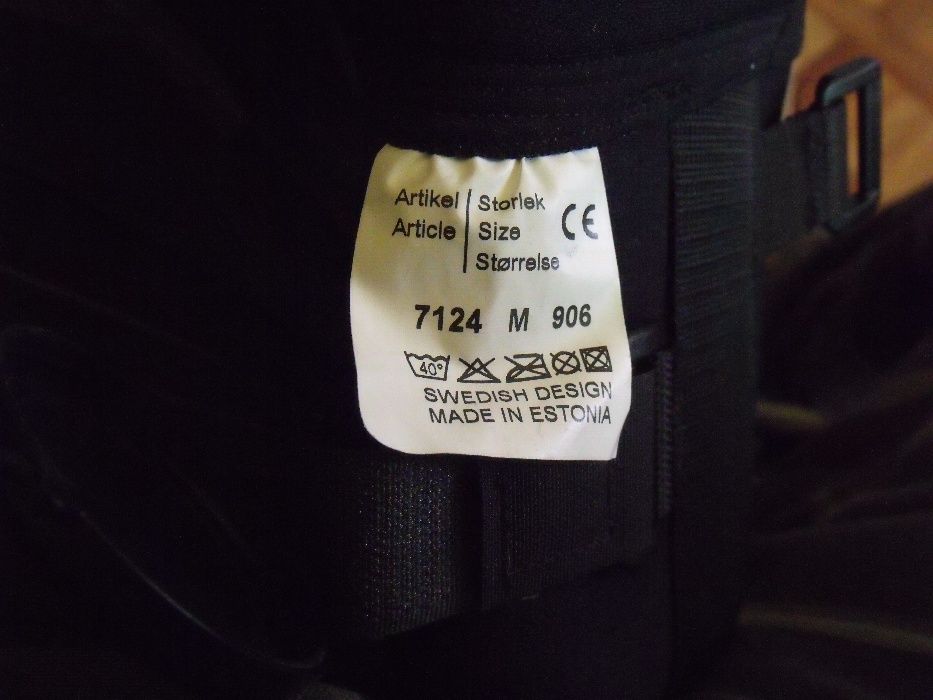 Artikel | Storlek
Article | Size CE
Størrelse
7124 M 906
40°
SWEDISH DESIGN
MADE IN ESTONIA